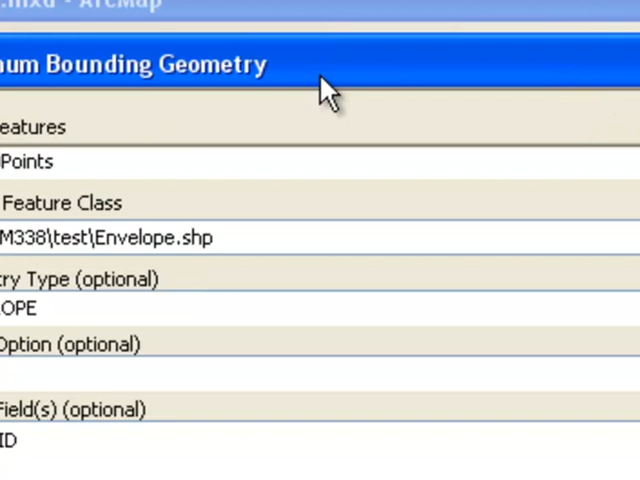 .mxd - ArcMap
num Bounding Geometry
eatures
Points
Feature Class
M338\test\Envelope.shp
ry Type (optional)
OPE
Option (optional)
Field(s) (optional)
ID